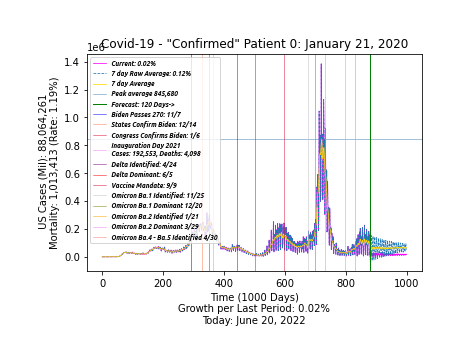 Covid-19 - "Confirmed" Patient 0: January 21, 2020
1e6
1.4
1.2
1.0
0.8
0.6
0.4
0.2
0.0
US Cases (Mil): 88,064,261
Mortality: 1,013,413 (Rate: 1.19%)
Current: 0.02%
7 day Raw Average: 0.12%
7 day Average
Peak average 845,680
Forecast: 120 Days->
Biden Passes 270: 11/7
States Confirm Biden: 12/14
Congress Confirms Biden: 1/6
Inauguration Day 2021
Cases: 192,553, Deaths: 4,098
Delta Identified: 4/24
Delta Dominant: 6/5
Vaccine Mandate: 9/9
Omicron Ba.1 Identified: 11/25
Omicron Ba.1 Dominant 12/20
Omicron Ba.2 Identified 1/21
Omicron Ba.2 Dominant 3/29
Omicron Ba.4 - Ba.5 Identified 4/30
0 200 400 600 800 1000
Time (1000 Days)
Growth per Last Period: 0.02%
Today: June 20, 2022